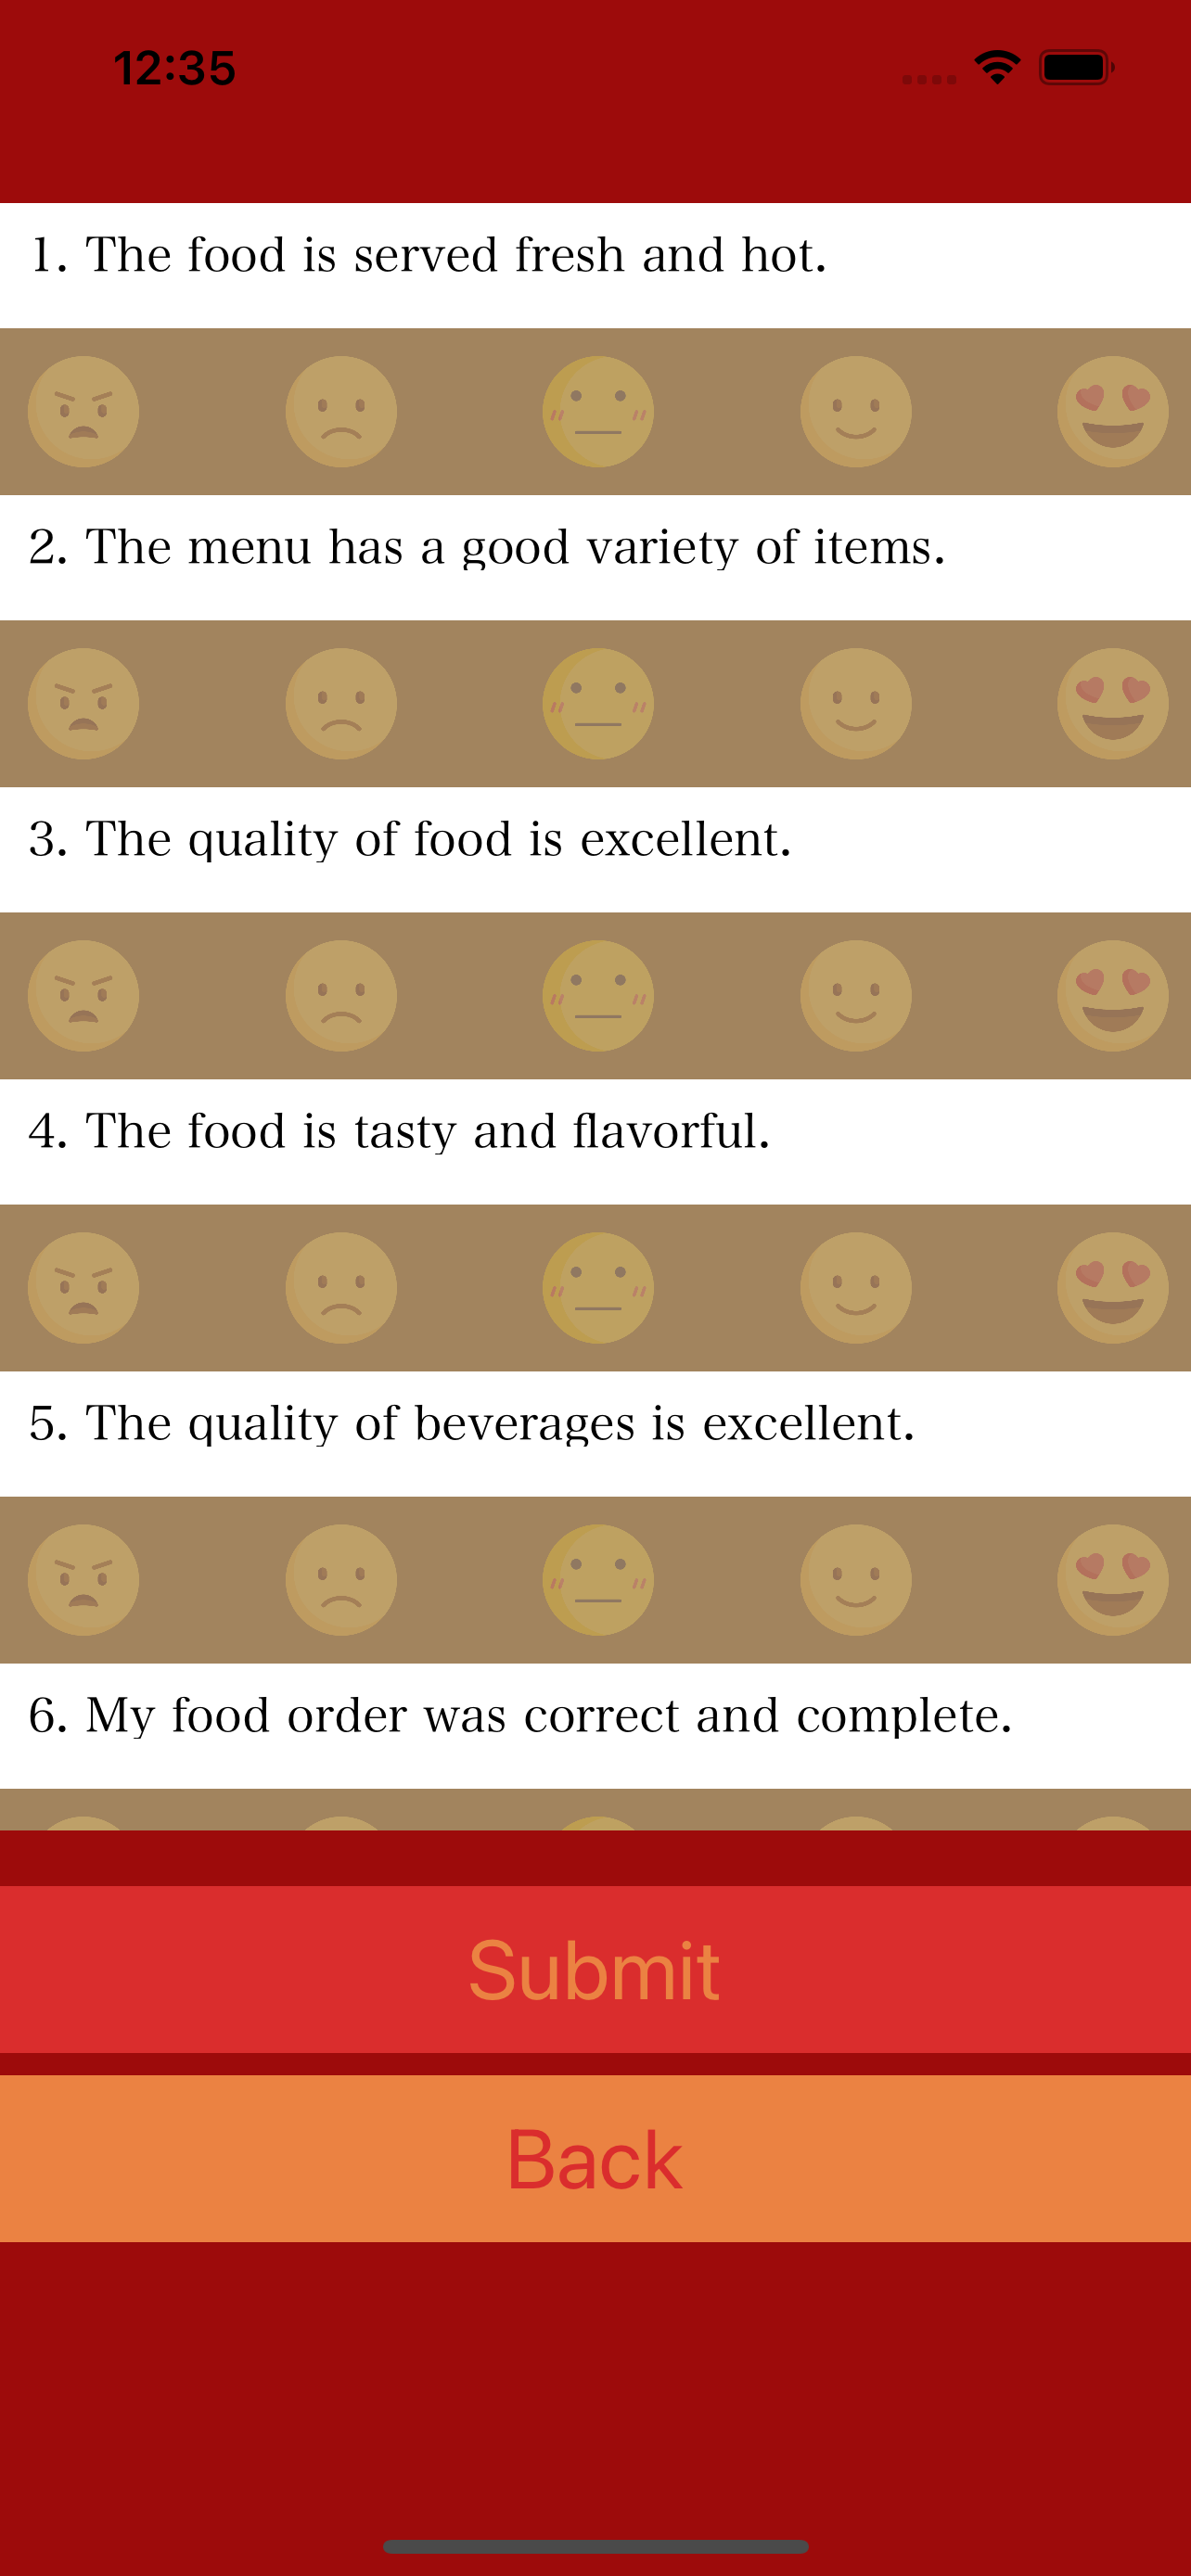 12:35
1. The food is served fresh and hot.
2. The menu has a good variety of items.
3. The quality of food is excellent.
4. The food is tasty and flavorful.
5. The quality of beverages is excellent.
6. My food order was correct and complete.
Submit
Back